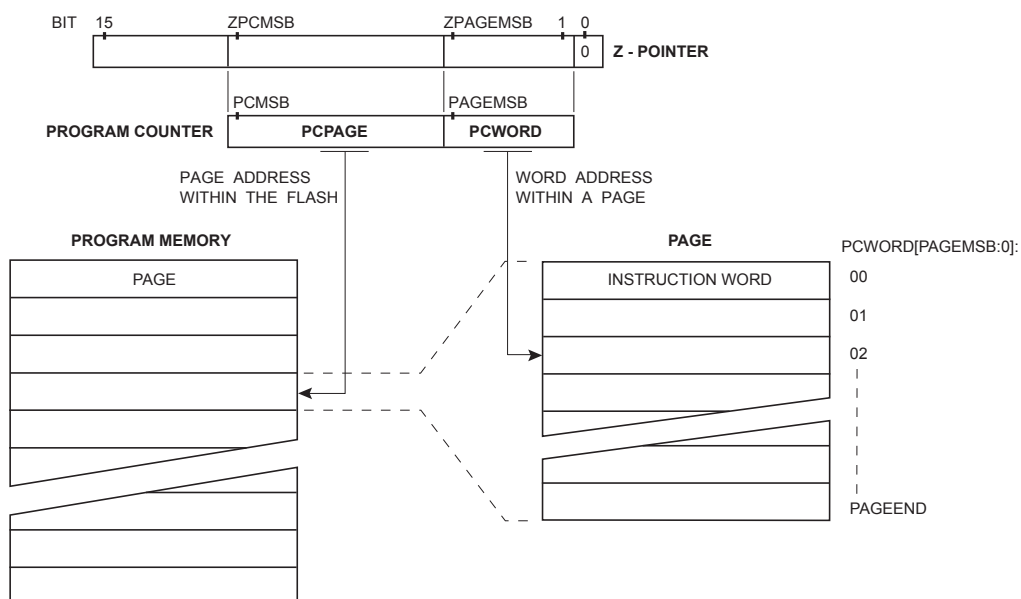 BIT 15 ZPCMSB ZPAGEMSB 1 0
0 Z - POINTER
PCMSB PAGEMSB
PROGRAM COUNTER PCPAGE PCWORD
PAGE ADDRESS
WITHIN THE FLASH
WORD ADDRESS
WITHIN A PAGE
PROGRAM MEMORY
PAGE
PAGE
INSTRUCTION WORD
PCWORD[PAGEMSB:0]:
00
01
02
PAGEEND